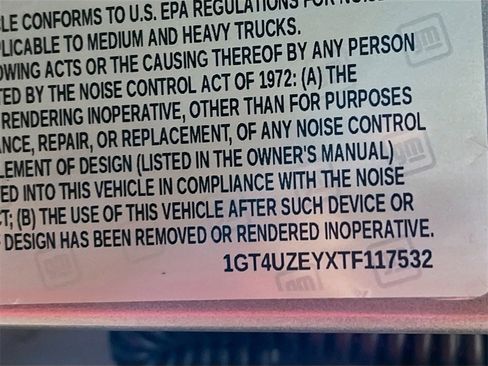 LE CONFORMS TO U.S. EPA REGULATIONS FOR NOISE
PLICABLE TO MEDIUM AND HEAVY TRUCKS.
OWING ACTS OR THE CAUSING THEREOF BY ANY PERSON
TED BY THE NOISE CONTROL ACT OF 1972: (A) THE
RENDERING INOPERATIVE, OTHER THAN FOR PURPOSES
ANCE, REPAIR, OR REPLACEMENT, OF ANY NOISE CONTROL
LEMENT OF DESIGN (LISTED IN THE OWNER'S MANUAL)
ED INTO THIS VEHICLE IN COMPLIANCE WITH THE NOISE
CT; (B) THE USE OF THIS VEHICLE AFTER SUCH DEVICE OR
DESIGN HAS BEEN REMOVED OR RENDERED INOPERATIVE.
1GT4UZEYXTF117532